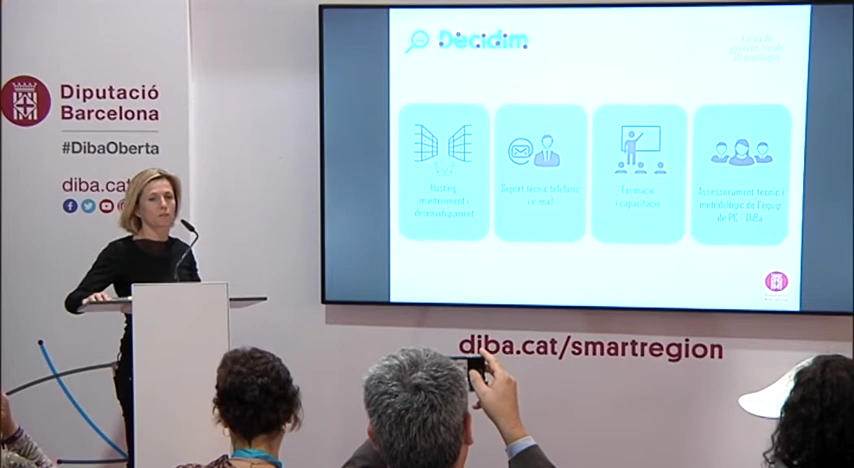 Diputació
Barcelona
#DibaOberta
diba.cat
Decidim
Hosting,
manteniment i
desenvolupament
Suport tècnic telefònic
i e-mail
Formació
i capacitació
Assessorament tècnic i
metodològic de l'equip
de PC - DiBa
diba.cat/smartregion